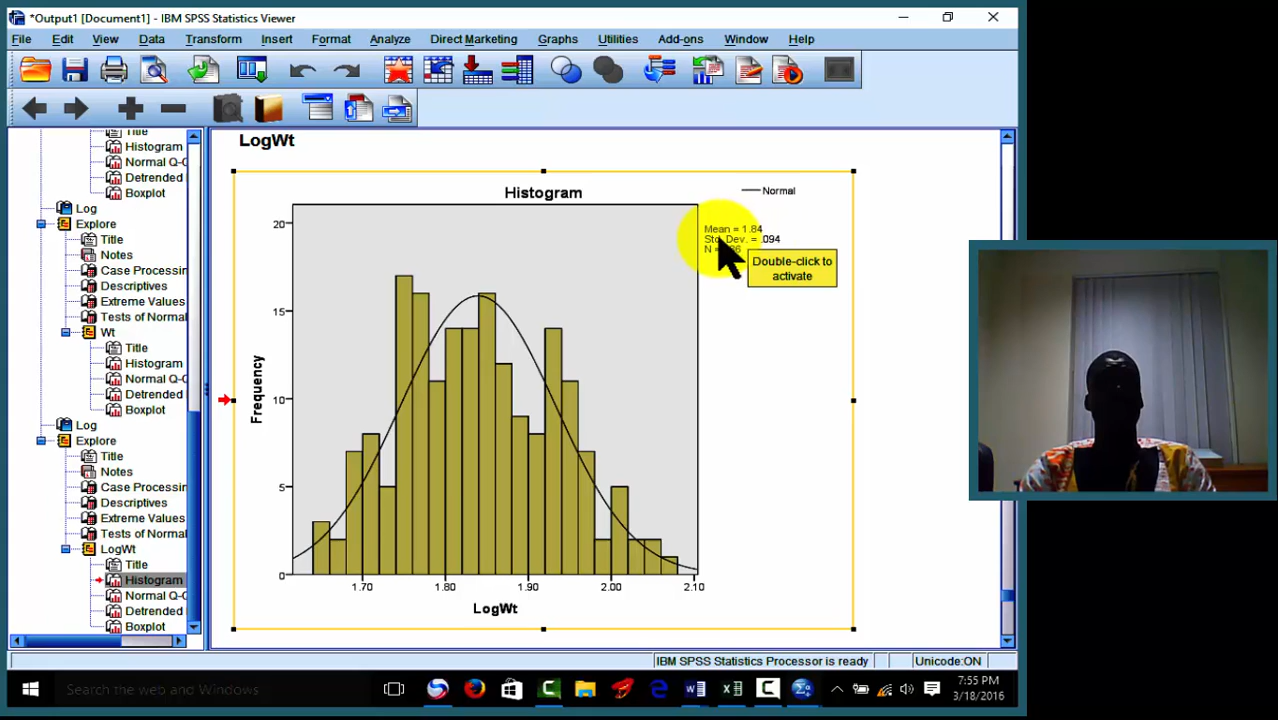 *Output1 [Document1] - IBM SPSS Statistics Viewer
File Edit View Data Transform Insert Format Analyze Direct Marketing Graphs Utilities Add-ons Window Help
Title
Histogram
Normal Q-
Detrended
Boxplot
Log
Explore
Title
Notes
Case Processin
Descriptives
Extreme Values
Tests of Normal
Wt
Title
Histogram
Normal Q-
Detrended
Boxplot
Log
Explore
Title
Notes
Case Processin
Descriptives
Extreme Values
Tests of Normal
LogWt
Title
Histogram
Normal Q-
Detrended
Boxplot
LogWt
Histogram
Normal
Mean = 1.84
Std. Dev. = .094
N =
Double-click to
activate
20
15
10
5
0
Frequency
1.70 1.80 1.90 2.00 2.10
LogWt
IBM SPSS Statistics Processor is ready Unicode:ON
Search the web and Windows
7:55 PM
3/18/2016